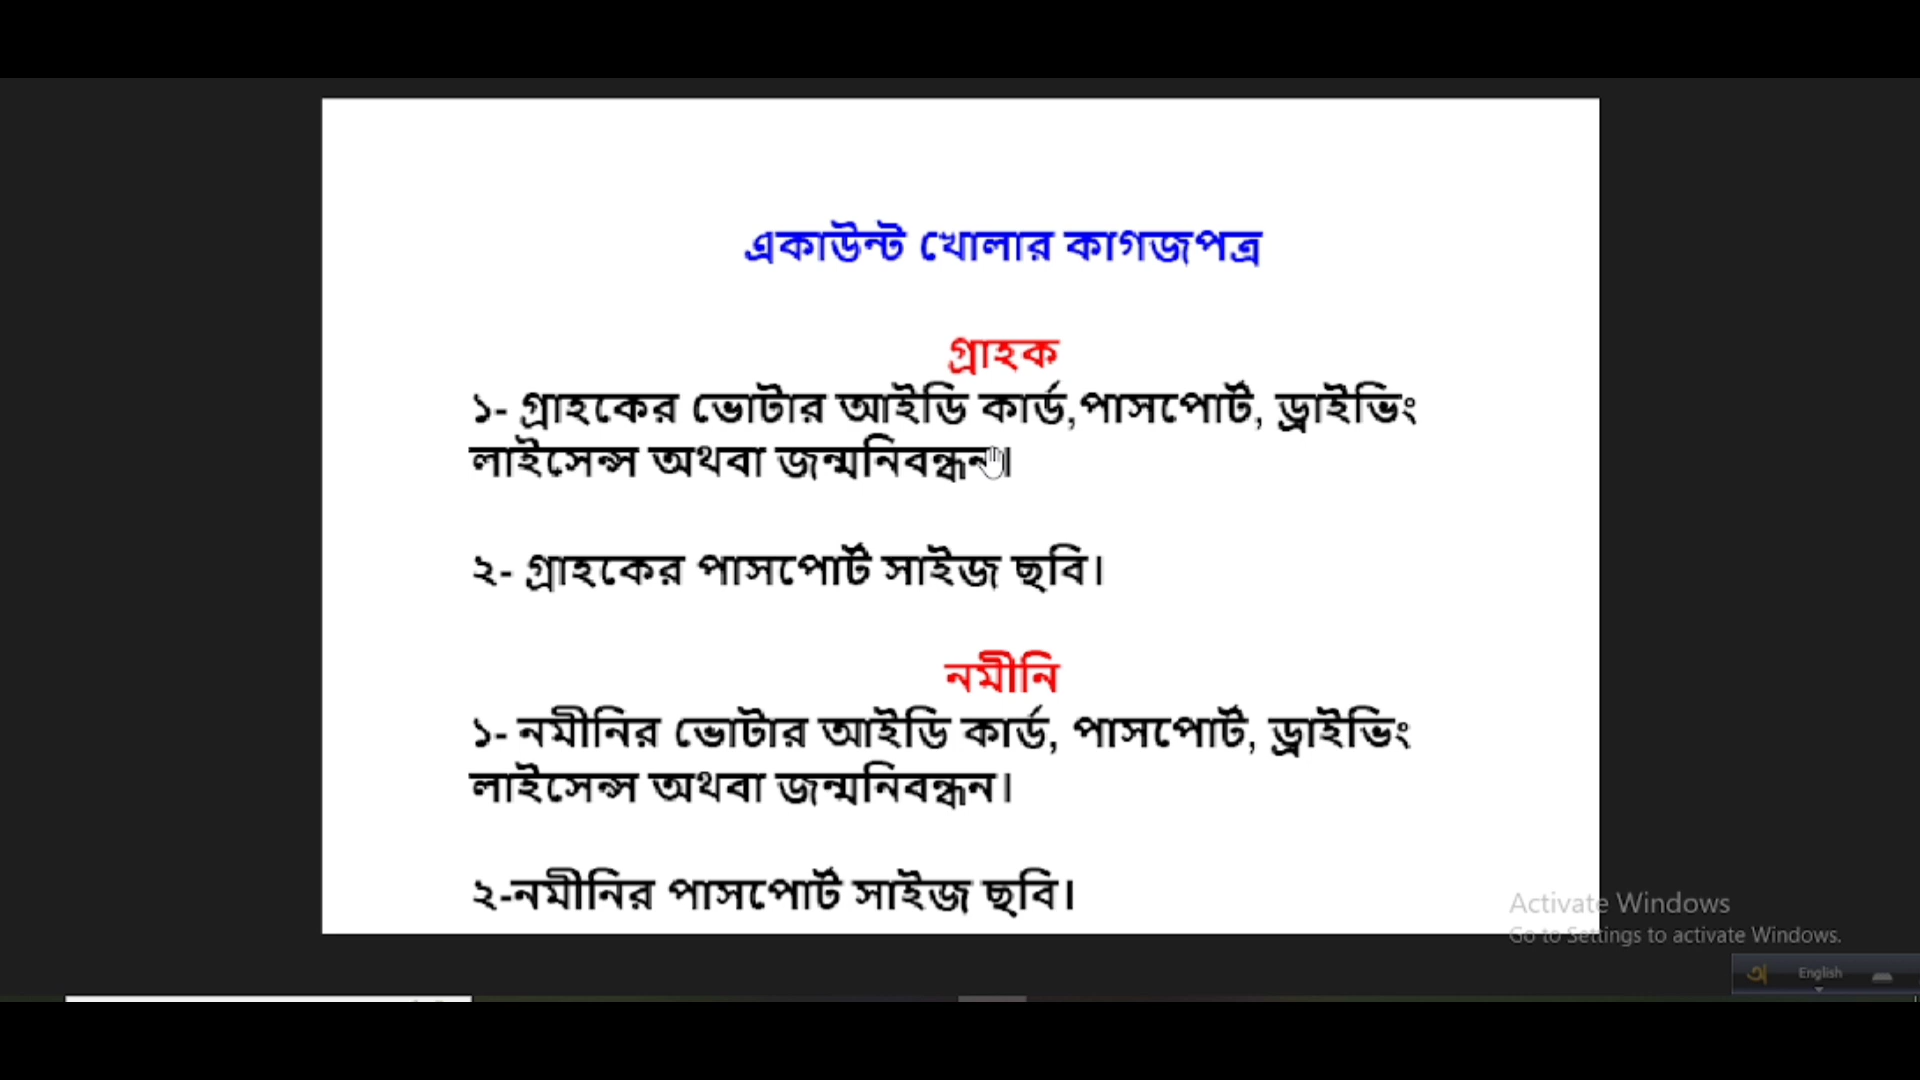 একাউন্ট খোলার কাগজপত্র
গ্রাহক
১- গ্রাহকের ভোটার আইডি কার্ড,পাসপোর্ট, ড্রাইভিং
লাইসেন্স অথবা জন্মনিবন্ধন।
২- গ্রাহকের পাসপোর্ট সাইজ ছবি।
নমীনি
১- নমীনির ভোটার আইডি কার্ড, পাসপোর্ট, ড্রাইভিং
লাইসেন্স অথবা জন্মনিবন্ধন।
২-নমীনির পাসপোর্ট সাইজ ছবি।
Activate Windows
Go to Settings to activate Windows.
অ English